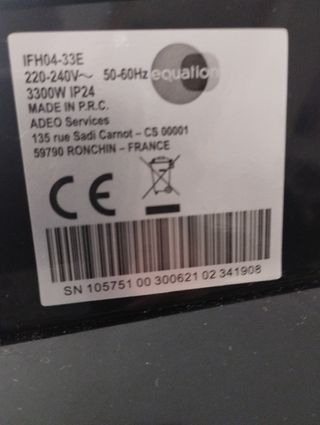 IFH04-33E
220-240V~ 50-60Hz equation
3300W IP24
MADE IN P.R.C.
ADEO Services
135 rue Sadi Carnot – CS 00001
59790 RONCHIN – FRANCE
CE
SN 105751 00 300621 02 341908